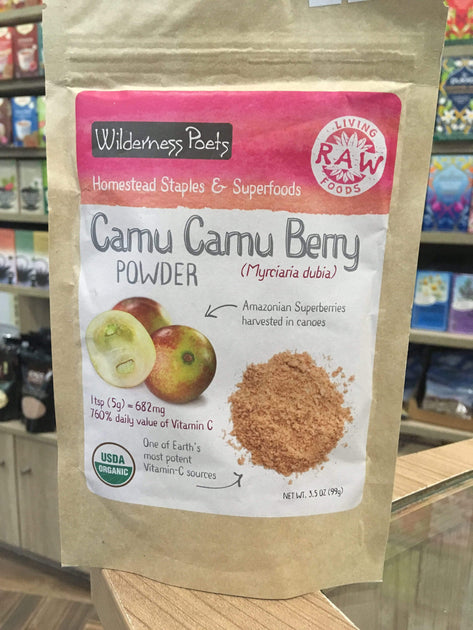 Wilderness Poets
LIVING
RAW
FOODS
Homestead Staples & Superfoods
Camu Camu Berry
POWDER
(Myrciaria dubia)
Amazonian Superberries
harvested in canoes
1 tsp (5g) = 682mg
760% daily value of Vitamin C
One of Earth's
most potent
Vitamin-C sources
USDA
ORGANIC
NET WT. 3.5 OZ (99g)